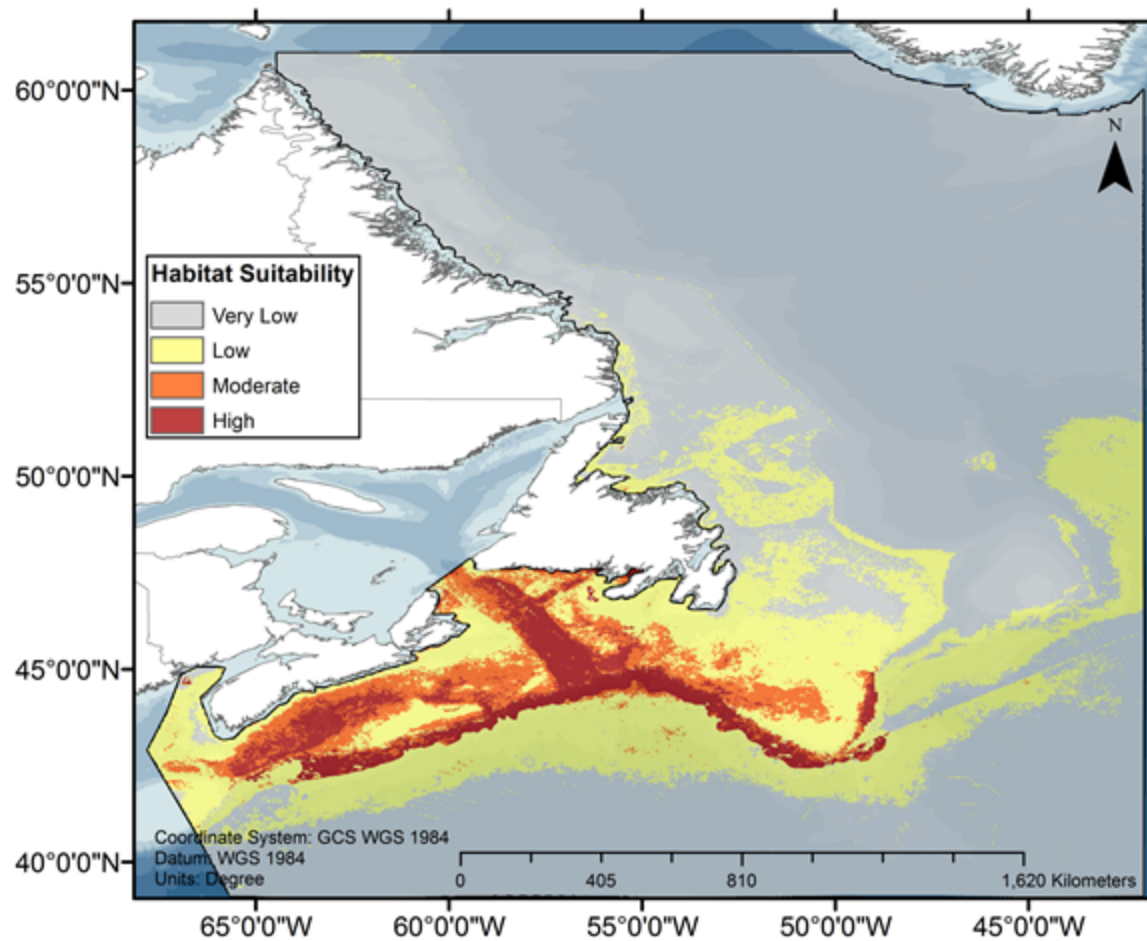 60°0'0"N
N
55°0'0"N
Habitat Suitability
Very Low
Low
Moderate
High
50°0'0"N
45°0'0"N
Coordinate System: GCS WGS 1984
Datum: WGS 1984
Units: Degree
40°0'0"N
0 405 810 1,620 Kilometers
65°0'0"W 60°0'0"W 55°0'0"W 50°0'0"W 45°0'0"W